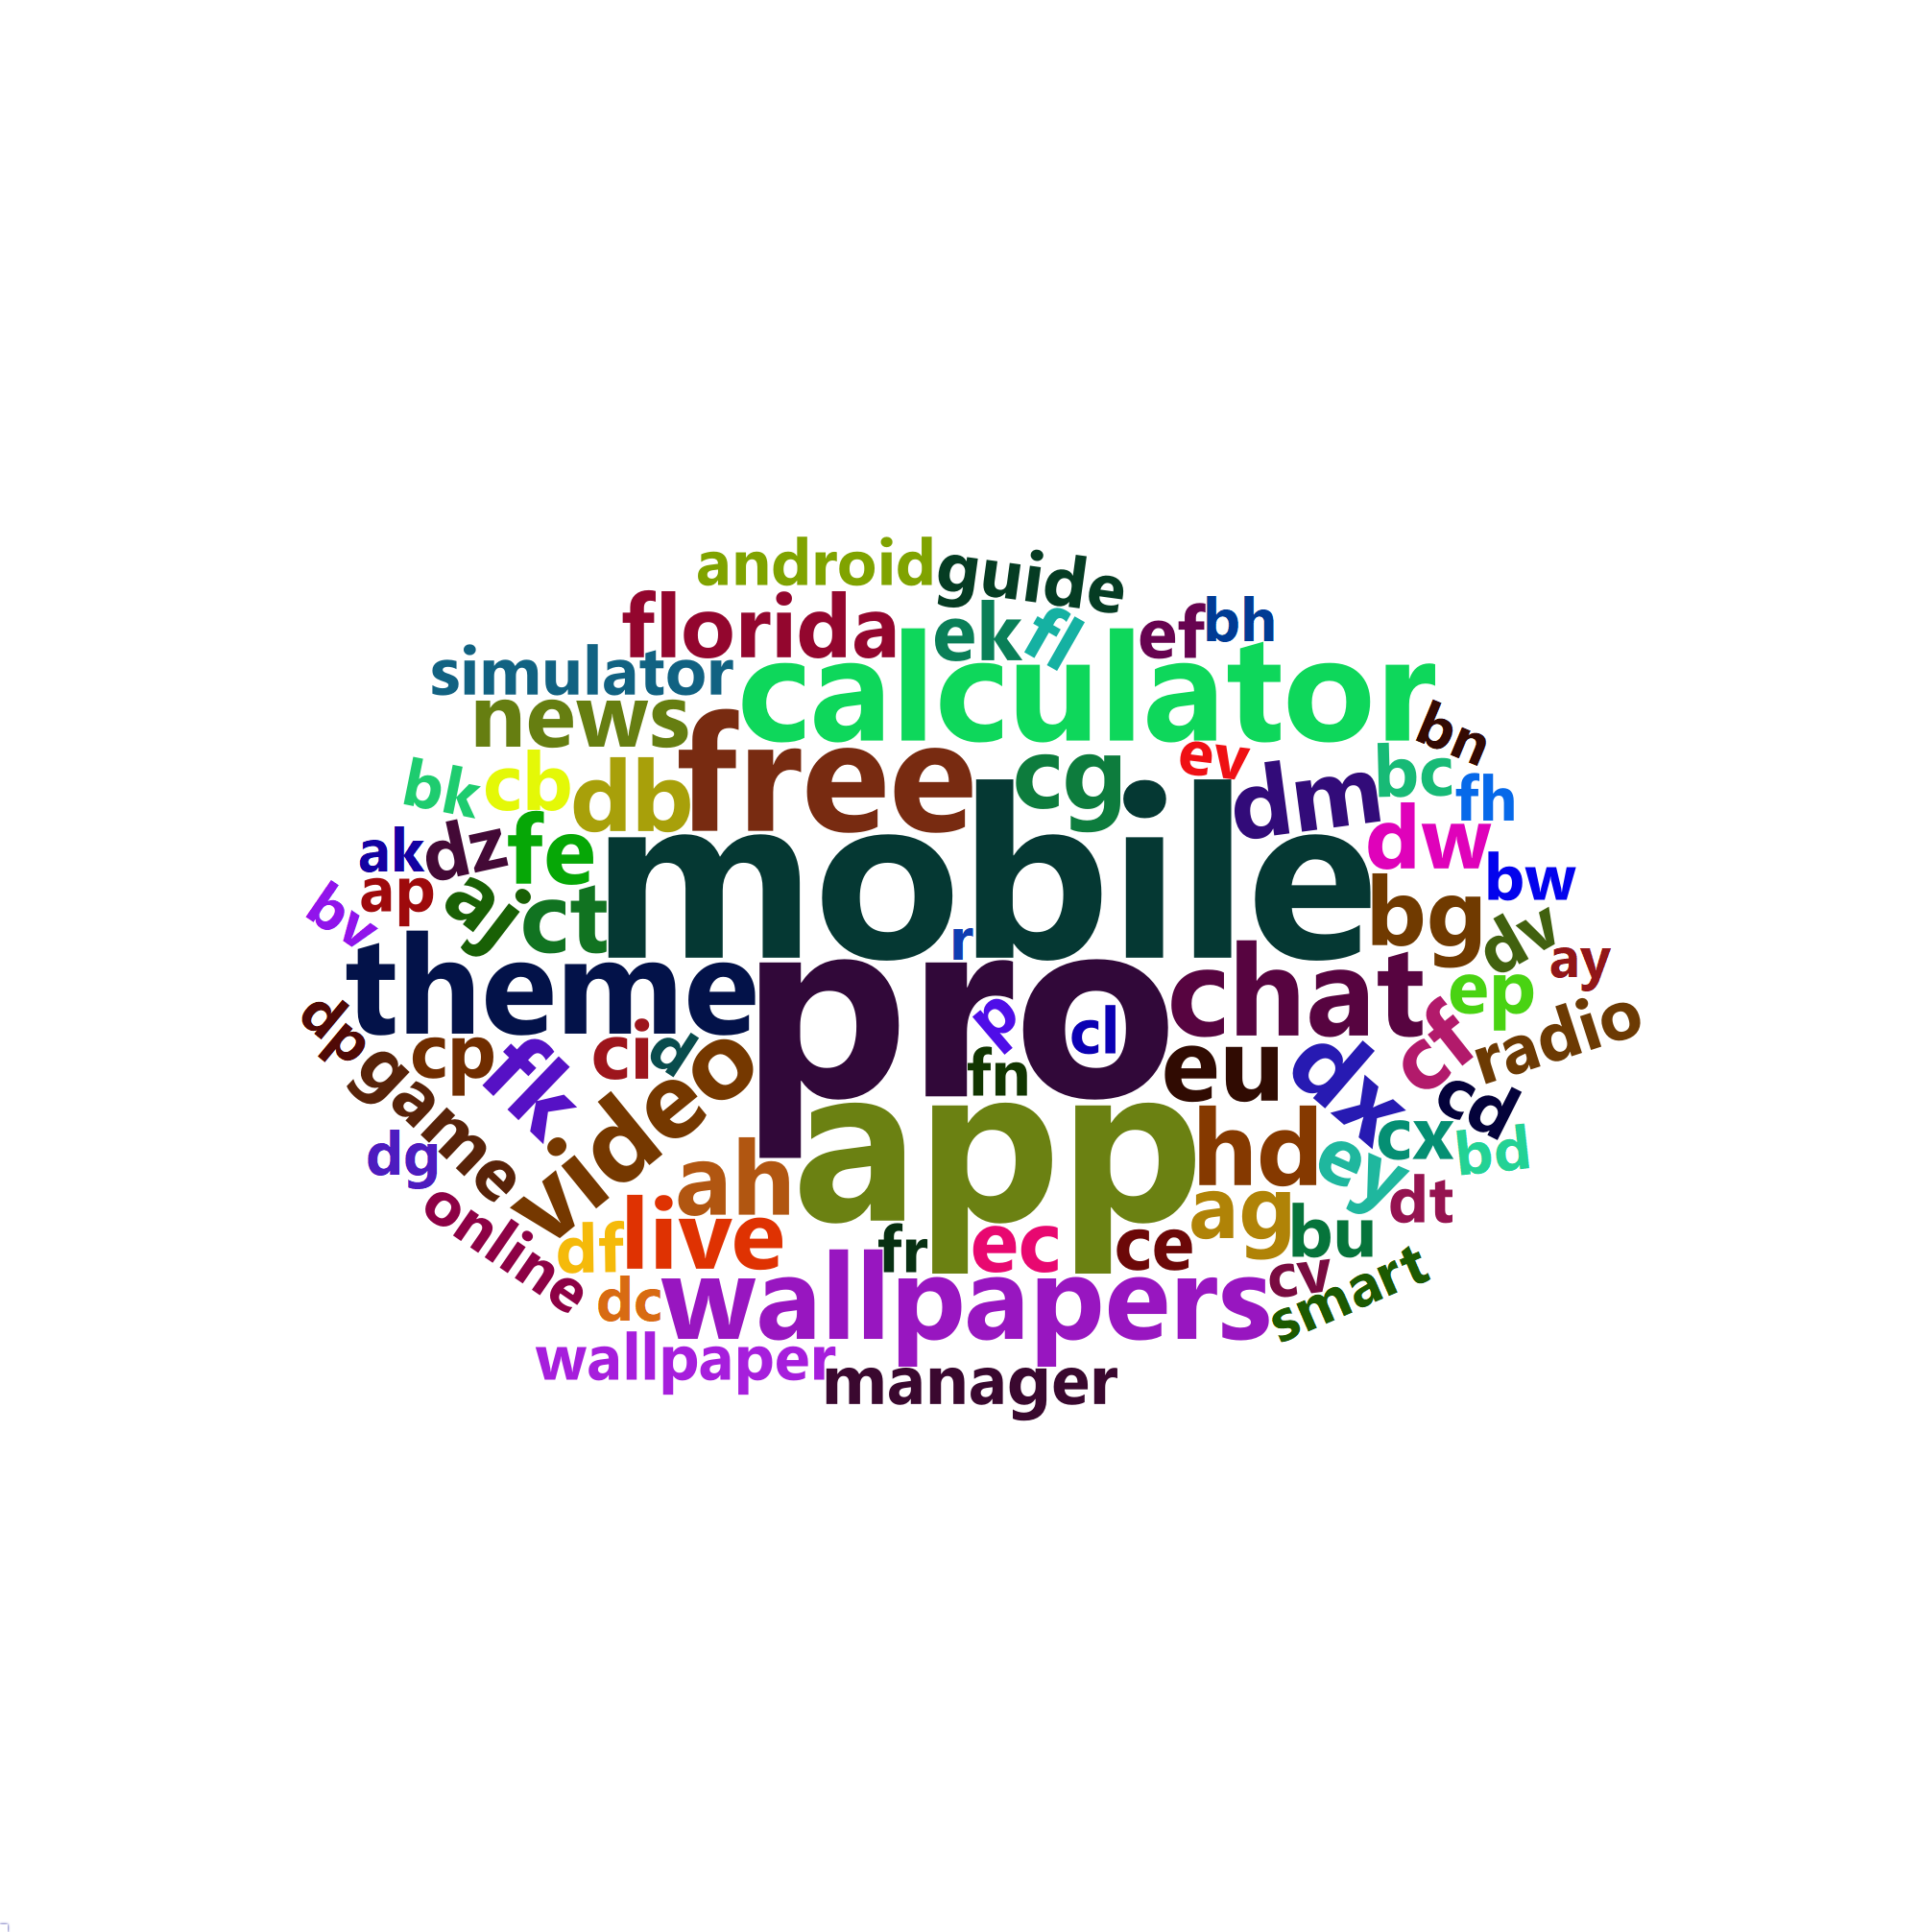 android guide
florida ek fl ef bh
simulator calculator
news bn
bk cb db free cg ev dm bc fh
ak dz fe mobile dw bw
by ap aj ct r bg dy ay
theme pro chat ep
db cp fk ci q p cl cf radio
game video fn eu dx cd
dg ah app hd ey cx bd
online df live fr ec ce ag bu dt
dc wallpapers cv smart
wallpaper manager